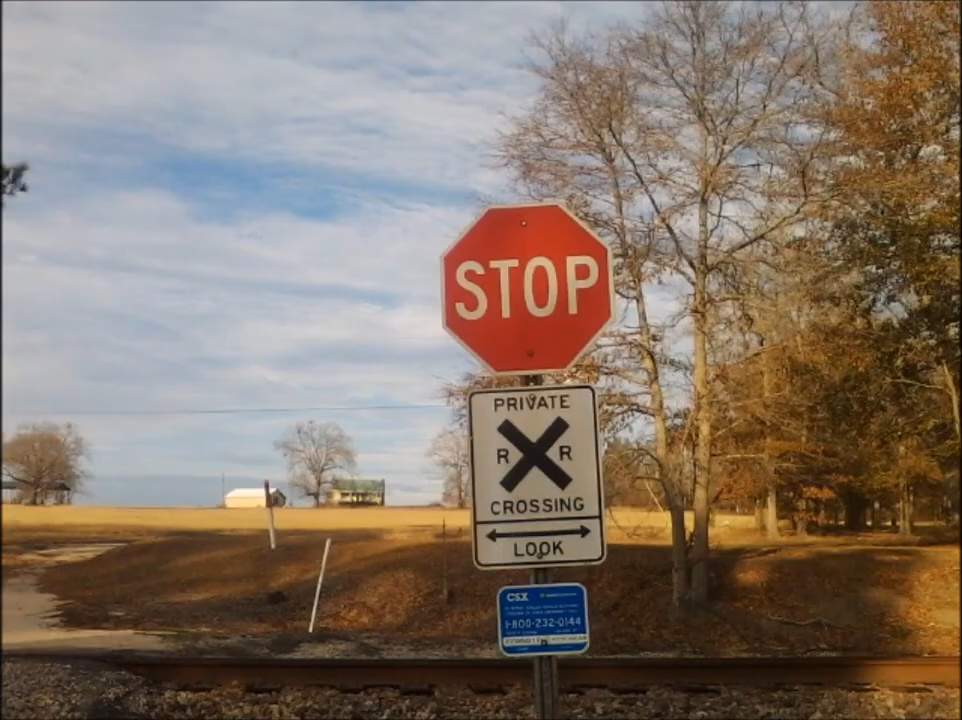 STOP
PRIVATE
R R
CROSSING
LOOK
CSX
1-800-232-0144